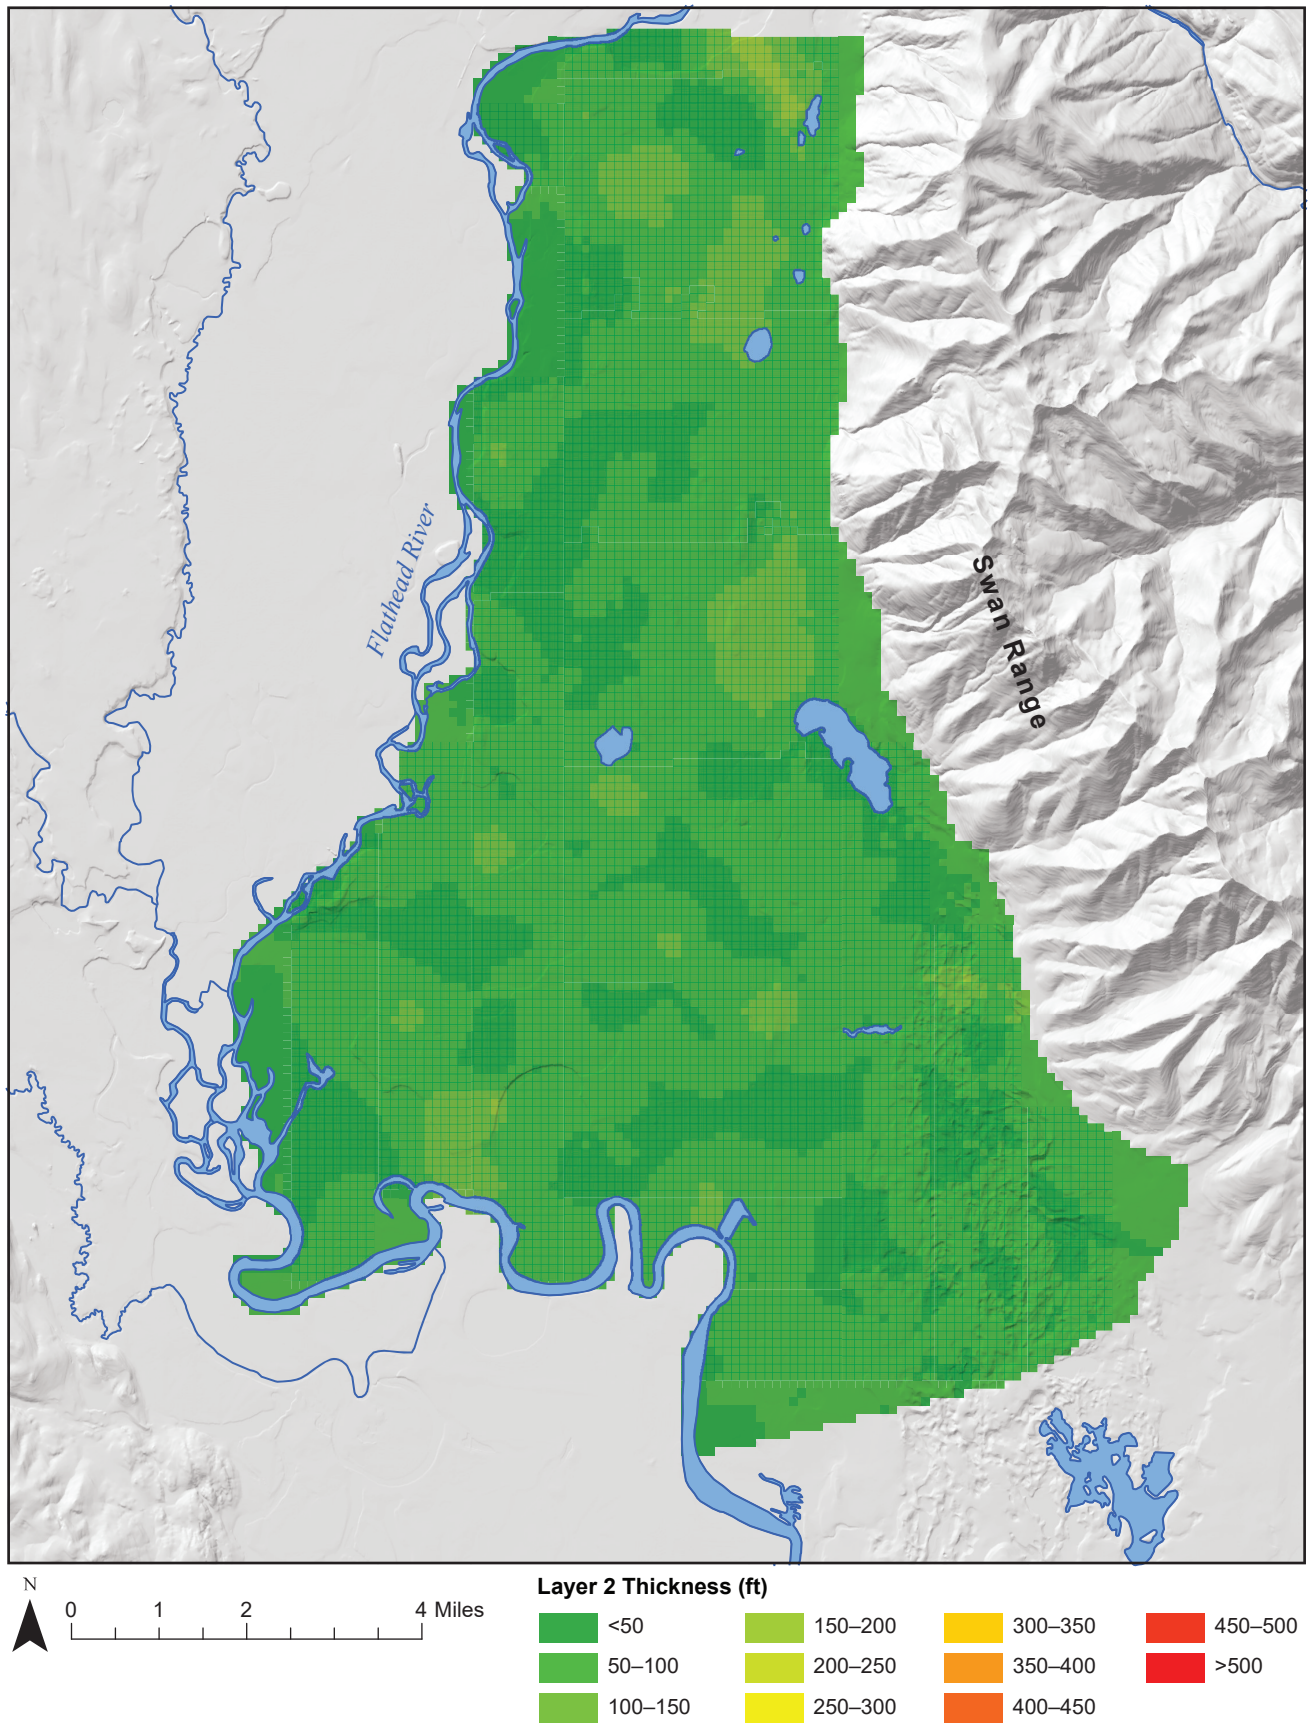 Flathead River
Swan Range
N
0 1 2 4 Miles
Layer 2 Thickness (ft)
<50
50–100
100–150
150–200
200–250
250–300
300–350
350–400
400–450
450–500
>500